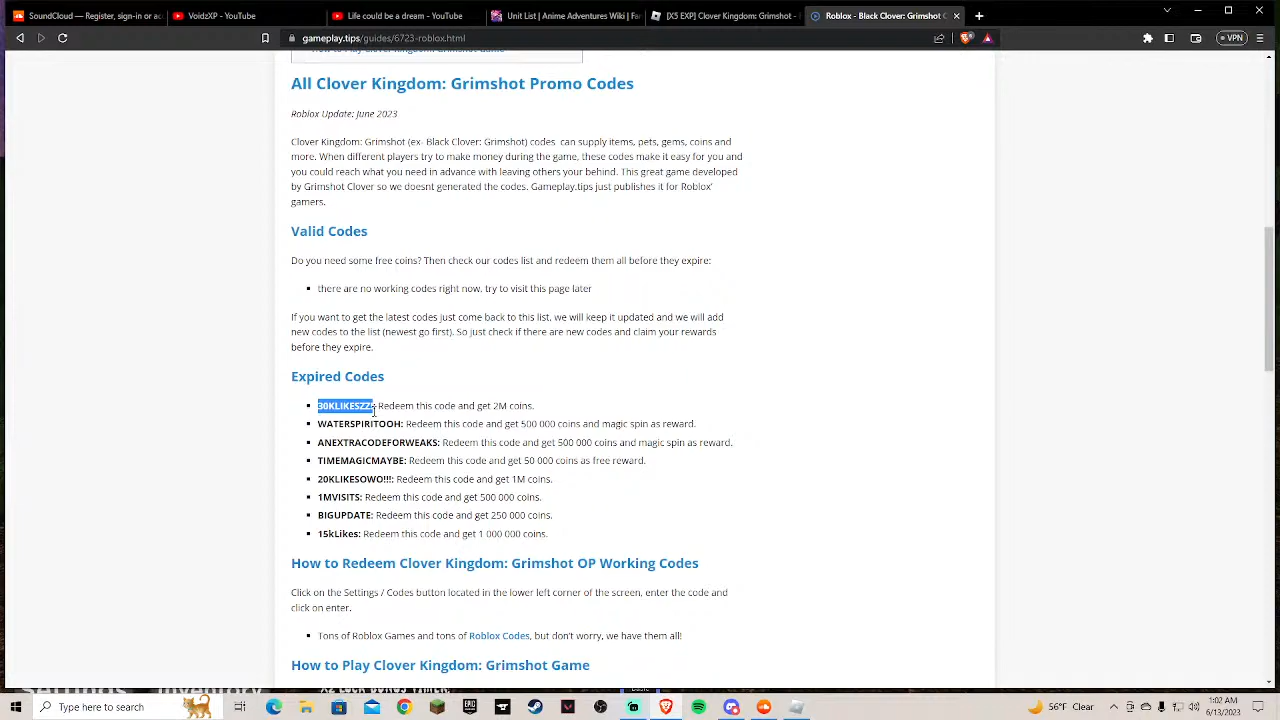 SoundCloud — Register, sign-in or ac
VoidzXP - YouTube
Life could be a dream - YouTube
Unit List | Anime Adventures Wiki | Fan
[X5 EXP] Clover Kingdom: Grimshot -
Roblox - Black Clover: Grimshot C
gameplay.tips/guides/6723-roblox.html
VPN
How to Play Clover Kingdom: Grimshot Game
All Clover Kingdom: Grimshot Promo Codes
Roblox Update: June 2023
Clover Kingdom: Grimshot (ex- Black Clover: Grimshot) codes can supply items, pets, gems, coins and
more. When different players try to make money during the game, these codes make it easy for you and
you could reach what you need in advance with leaving others your behind. This great game developed
by Grimshot Clover so we doesnt generated the codes. Gameplay.tips just publishes it for Roblox'
gamers.
Valid Codes
Do you need some free coins? Then check our codes list and redeem them all before they expire:
▪ there are no working codes right now, try to visit this page later
If you want to get the latest codes just come back to this list, we will keep it updated and we will add
new codes to the list (newest go first). So just check if there are new codes and claim your rewards
before they expire.
Expired Codes
▪ Redeem this code and get 2M coins.
▪ WATERSPIRITOOH: Redeem this code and get 500 000 coins and magic spin as reward.
▪ ANEXTRACODEFORWEAKS: Redeem this code and get 500 000 coins and magic spin as reward.
▪ TIMEMAGICMAYBE: Redeem this code and get 50 000 coins as free reward.
▪ 20KLIKESOWO!!!: Redeem this code and get 1M coins.
▪ 1MVISITS: Redeem this code and get 500 000 coins.
▪ BIGUPDATE: Redeem this code and get 250 000 coins.
▪ 15kLikes: Redeem this code and get 1 000 000 coins.
How to Redeem Clover Kingdom: Grimshot OP Working Codes
Click on the Settings / Codes button located in the lower left corner of the screen, enter the code and
click on enter.
▪ Tons of Roblox Games and tons of Roblox Codes, but don't worry, we have them all!
How to Play Clover Kingdom: Grimshot Game
Type here to search
56°F Clear
1:02 AM
6/13/2023